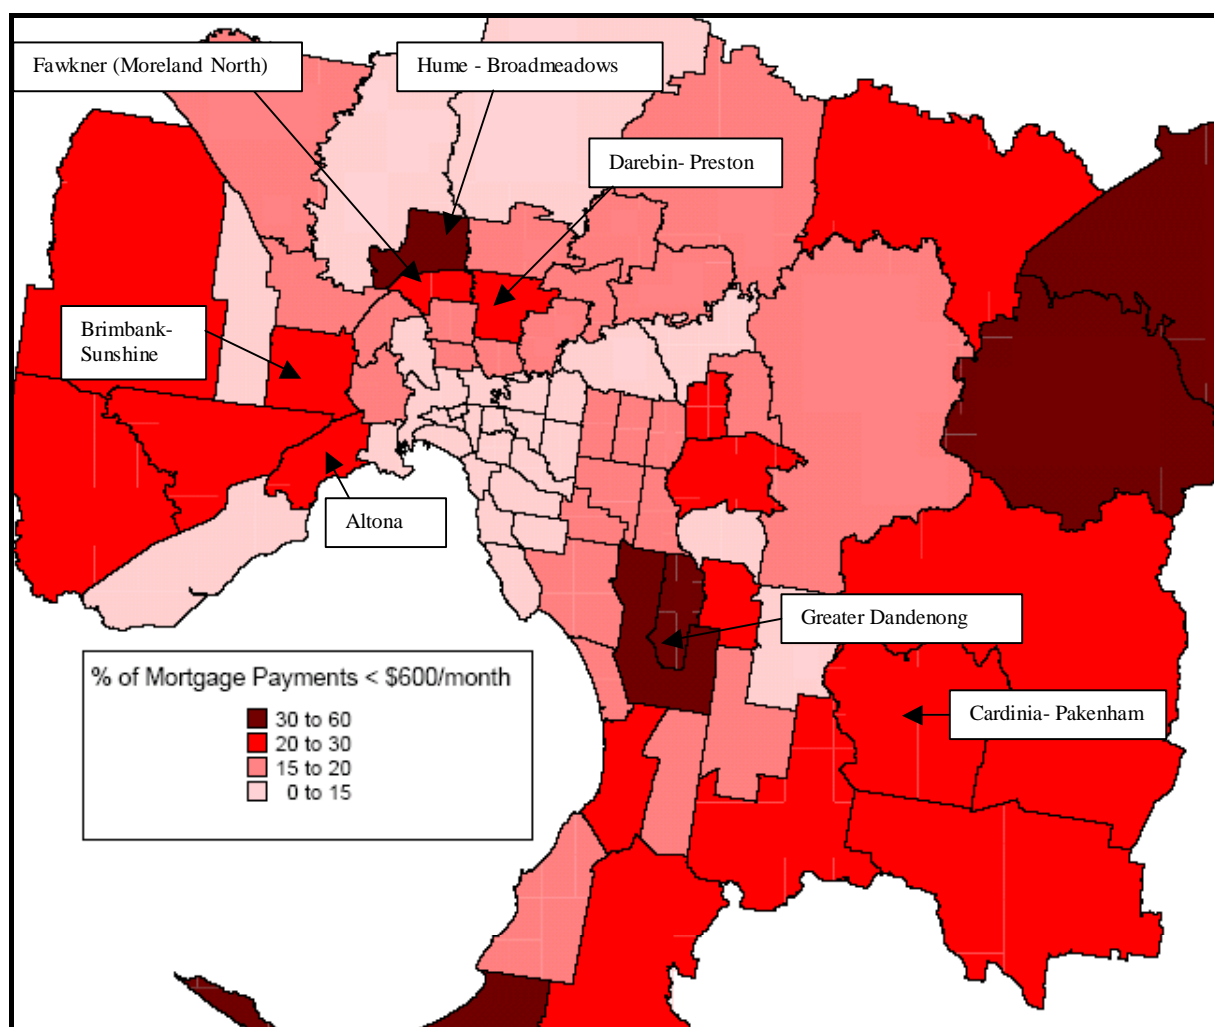 Fawkner (Moreland North)
Hume - Broadmeadows
Darebin- Preston
Brimbank-
Sunshine
Altona
Greater Dandenong
Cardinia- Pakenham
% of Mortgage Payments < $600/month
30 to 60
20 to 30
15 to 20
0 to 15